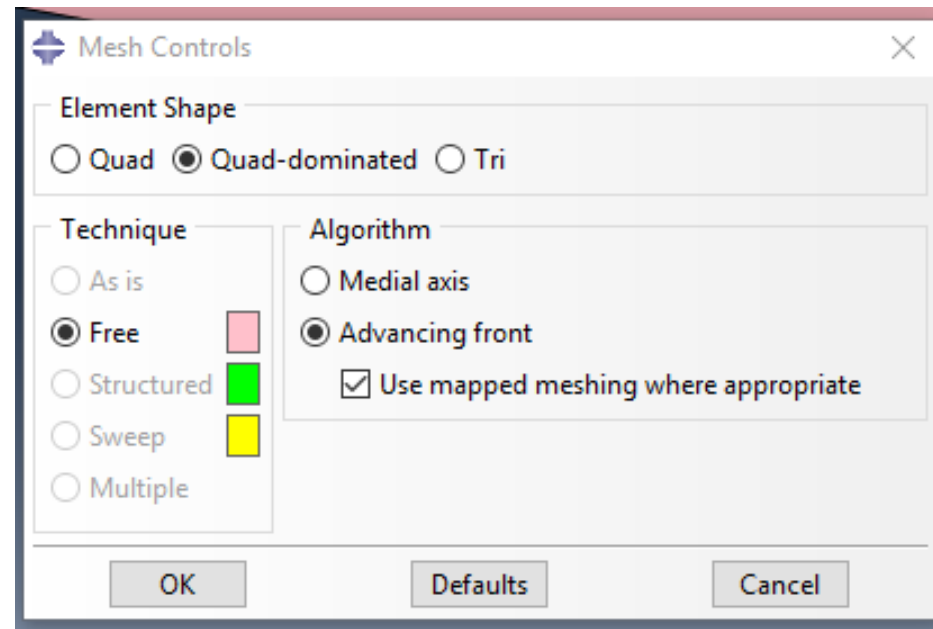 Mesh Controls
Element Shape
Quad Quad-dominated Tri
Technique
As is
Free
Structured
Sweep
Multiple
Algorithm
Medial axis
Advancing front
Use mapped meshing where appropriate
OK Defaults Cancel